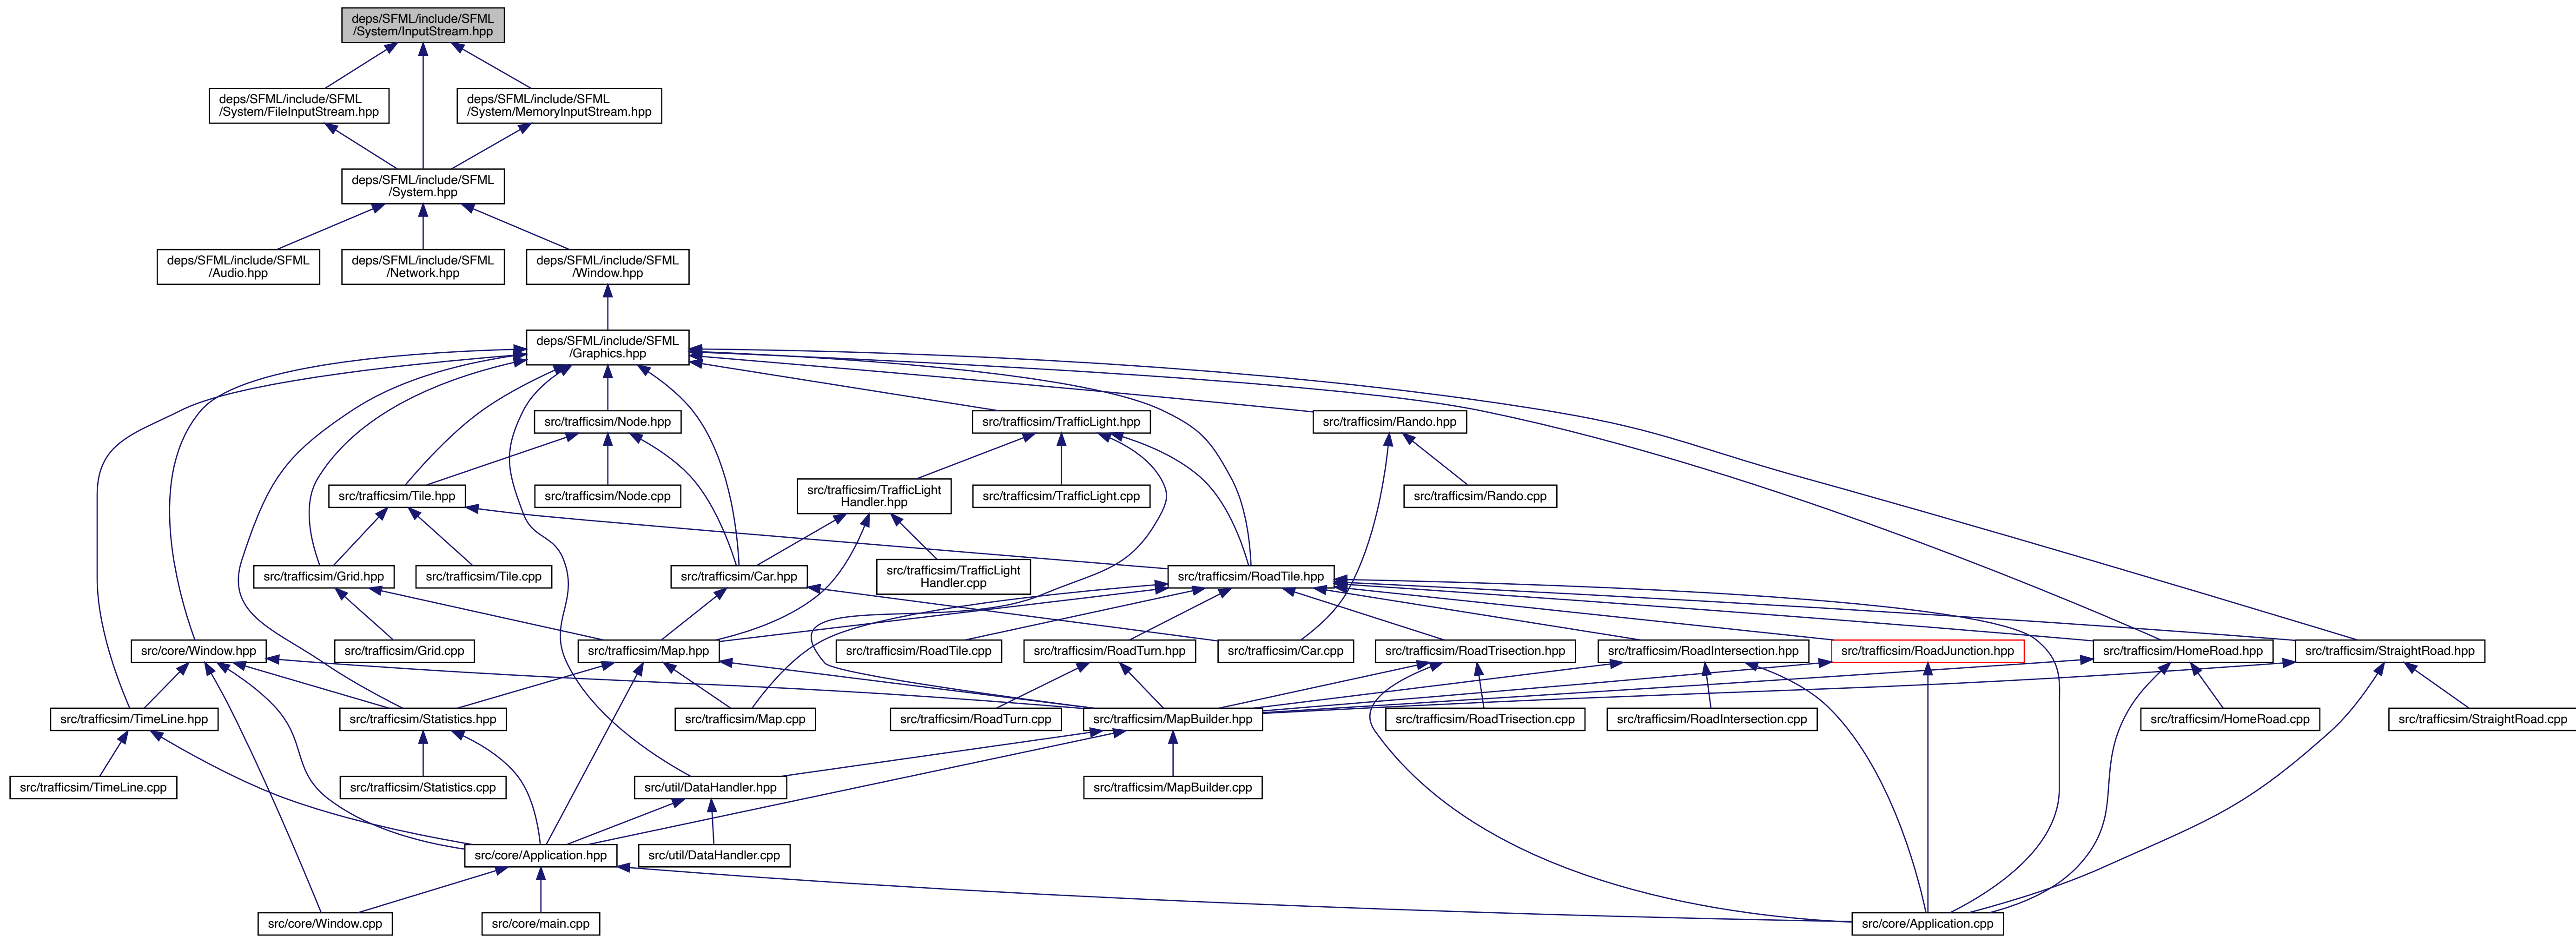 deps/SFML/include/SFML
/System/InputStream.hpp
deps/SFML/include/SFML
/System/FileInputStream.hpp
deps/SFML/include/SFML
/System/MemoryInputStream.hpp
deps/SFML/include/SFML
/System.hpp
deps/SFML/include/SFML
/Audio.hpp
deps/SFML/include/SFML
/Network.hpp
deps/SFML/include/SFML
/Window.hpp
deps/SFML/include/SFML
/Graphics.hpp
src/trafficsim/Node.hpp
src/trafficsim/TrafficLight.hpp
src/trafficsim/Rando.hpp
src/trafficsim/Tile.hpp
src/trafficsim/Node.cpp
src/trafficsim/TrafficLight
Handler.hpp
src/trafficsim/TrafficLight.cpp
src/trafficsim/Rando.cpp
src/trafficsim/Grid.hpp
src/trafficsim/Tile.cpp
src/trafficsim/Car.hpp
src/trafficsim/TrafficLight
Handler.cpp
src/trafficsim/RoadTile.hpp
src/core/Window.hpp
src/trafficsim/Grid.cpp
src/trafficsim/Map.hpp
src/trafficsim/RoadTile.cpp
src/trafficsim/RoadTurn.hpp
src/trafficsim/Car.cpp
src/trafficsim/RoadTrisection.hpp
src/trafficsim/RoadIntersection.hpp
src/trafficsim/RoadJunction.hpp
src/trafficsim/HomeRoad.hpp
src/trafficsim/StraightRoad.hpp
src/trafficsim/TimeLine.hpp
src/trafficsim/Statistics.hpp
src/trafficsim/Map.cpp
src/trafficsim/RoadTurn.cpp
src/trafficsim/MapBuilder.hpp
src/trafficsim/RoadTrisection.cpp
src/trafficsim/RoadIntersection.cpp
src/trafficsim/HomeRoad.cpp
src/trafficsim/StraightRoad.cpp
src/trafficsim/TimeLine.cpp
src/trafficsim/Statistics.cpp
src/util/DataHandler.hpp
src/trafficsim/MapBuilder.cpp
src/core/Application.hpp
src/util/DataHandler.cpp
src/core/Window.cpp
src/core/main.cpp
src/core/Application.cpp